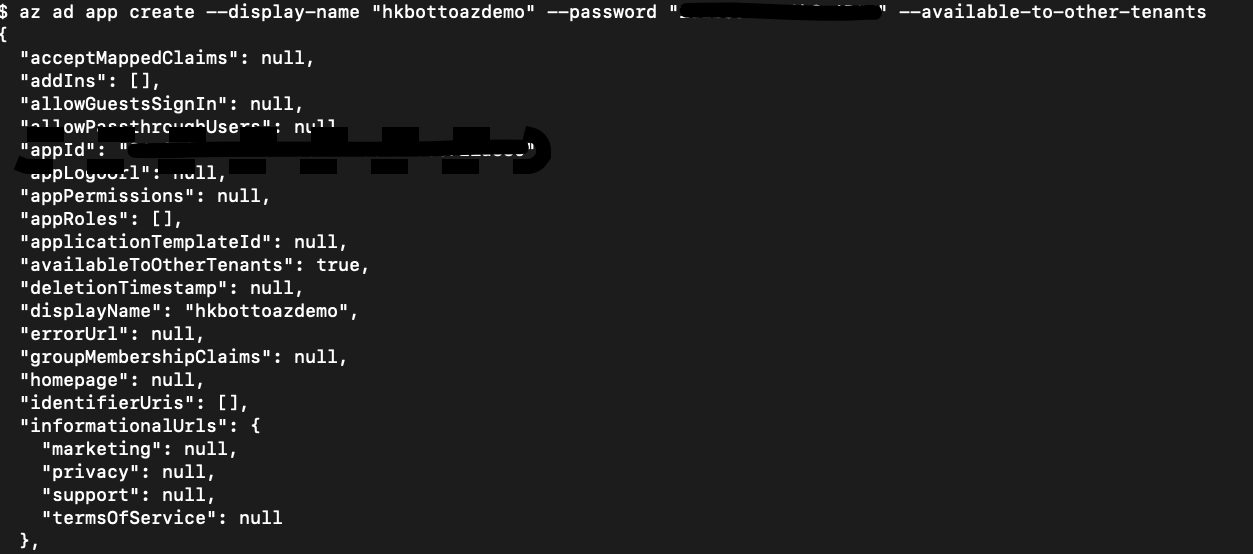 $ az ad app create --display-name "hkbottoazdemo" --password " " --available-to-other-tenants
{
"acceptMappedClaims": null,
"addIns": [],
"allowGuestsSignIn": null,
"allowPassthroughUsers": null
"appId": " "
"appLogoUrl": null,
"appPermissions": null,
"appRoles": [],
"applicationTemplateId": null,
"availableToOtherTenants": true,
"deletionTimestamp": null,
"displayName": "hkbottoazdemo",
"errorUrl": null,
"groupMembershipClaims": null,
"homepage": null,
"identifierUris": [],
"informationalUrls": {
"marketing": null,
"privacy": null,
"support": null,
"termsOfService": null
},